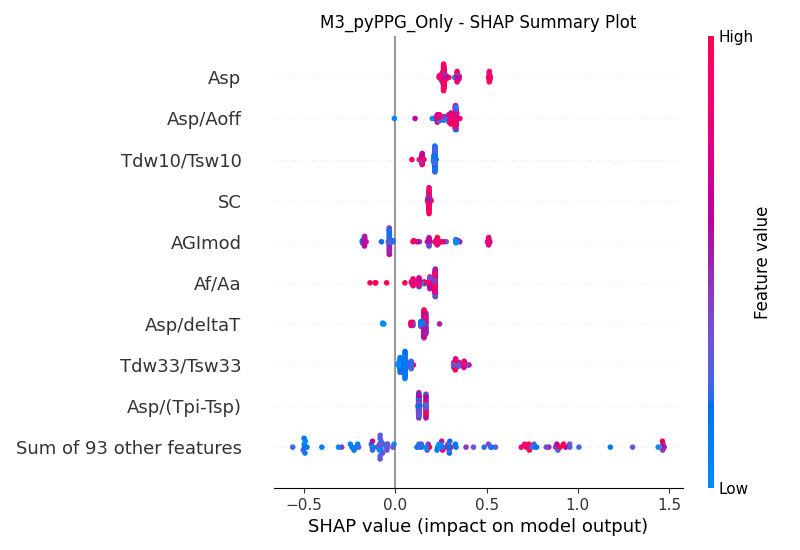 M3_pyPPG_Only - SHAP Summary Plot
High
Asp
Asp/Aoff
Tdw10/Tsw10
SC
AGImod
Af/Aa
Asp/deltaT
Tdw33/Tsw33
Asp/(Tpi-Tsp)
Sum of 93 other features
Feature value
Low
−0.5 0.0 0.5 1.0 1.5
SHAP value (impact on model output)